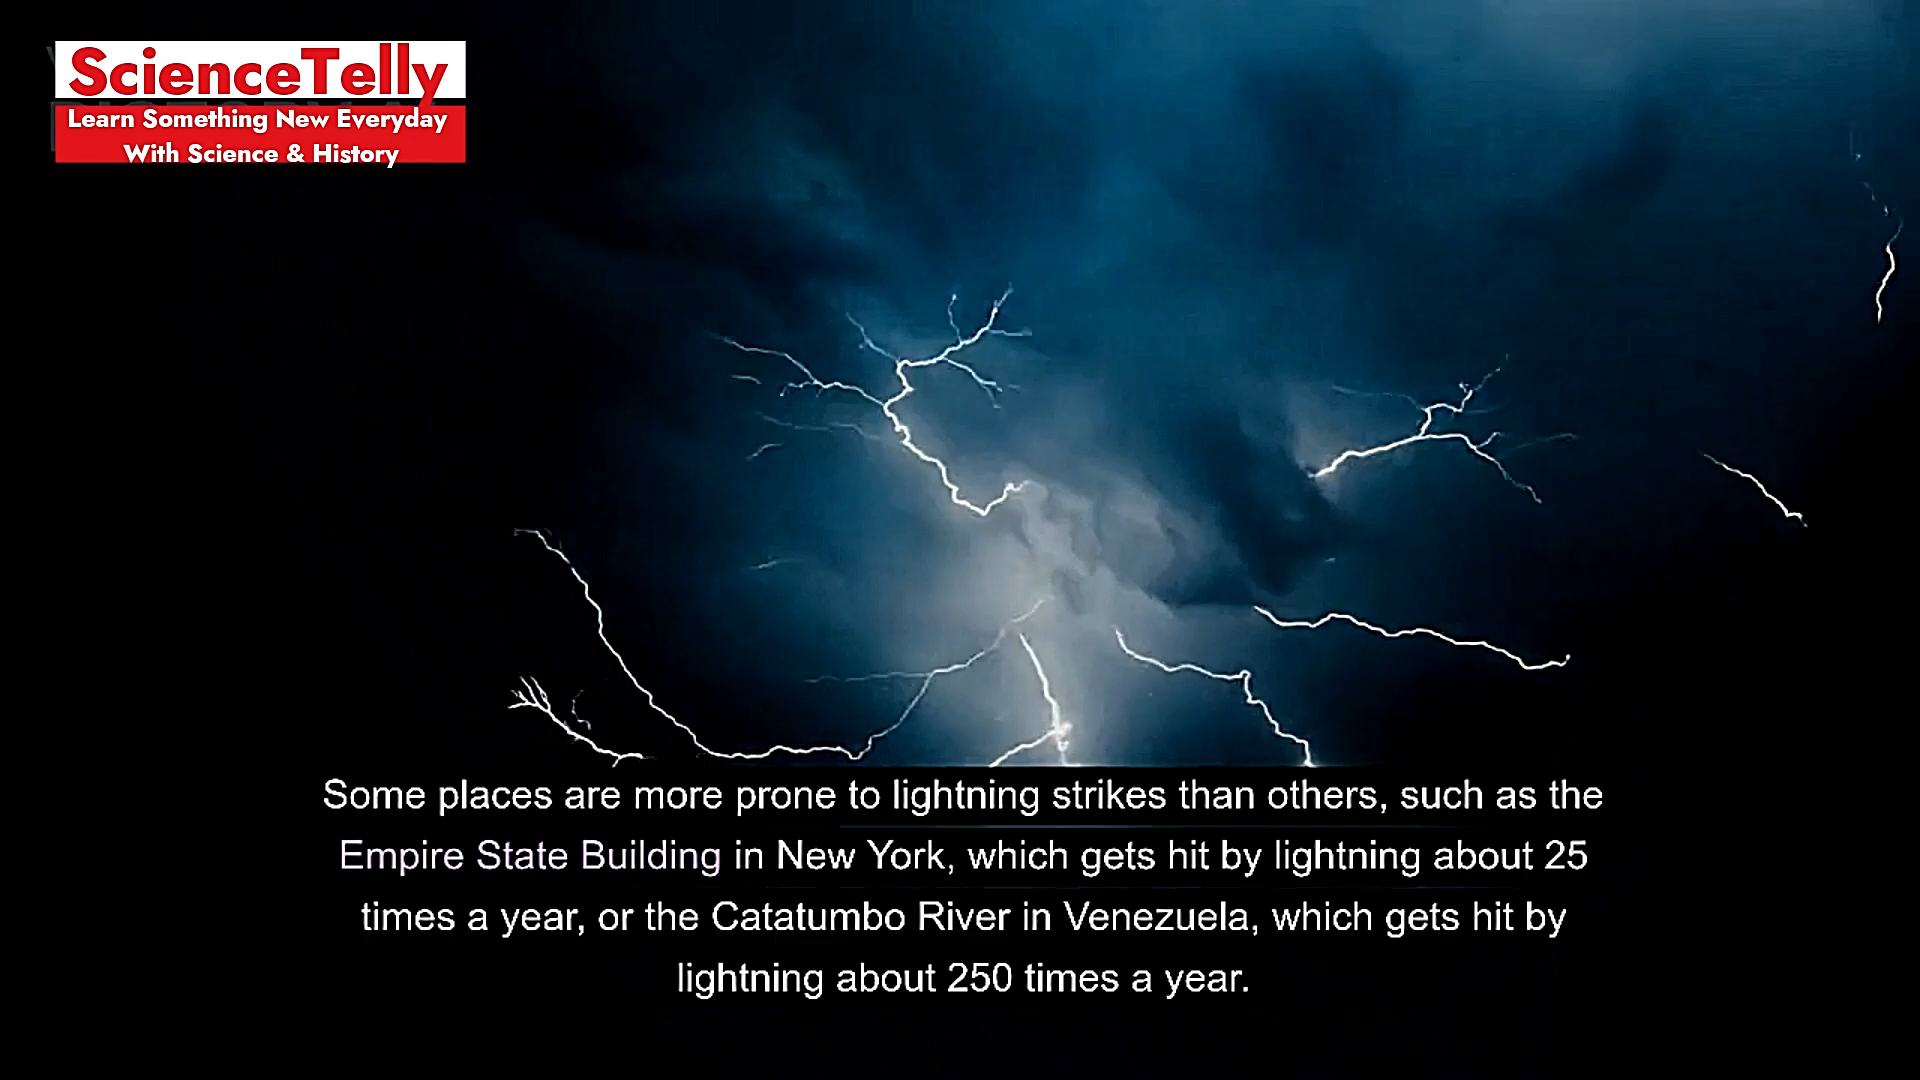 ScienceTelly
Learn Something New Everyday
With Science & History
Some places are more prone to lightning strikes than others, such as the
Empire State Building in New York, which gets hit by lightning about 25
times a year, or the Catatumbo River in Venezuela, which gets hit by
lightning about 250 times a year.